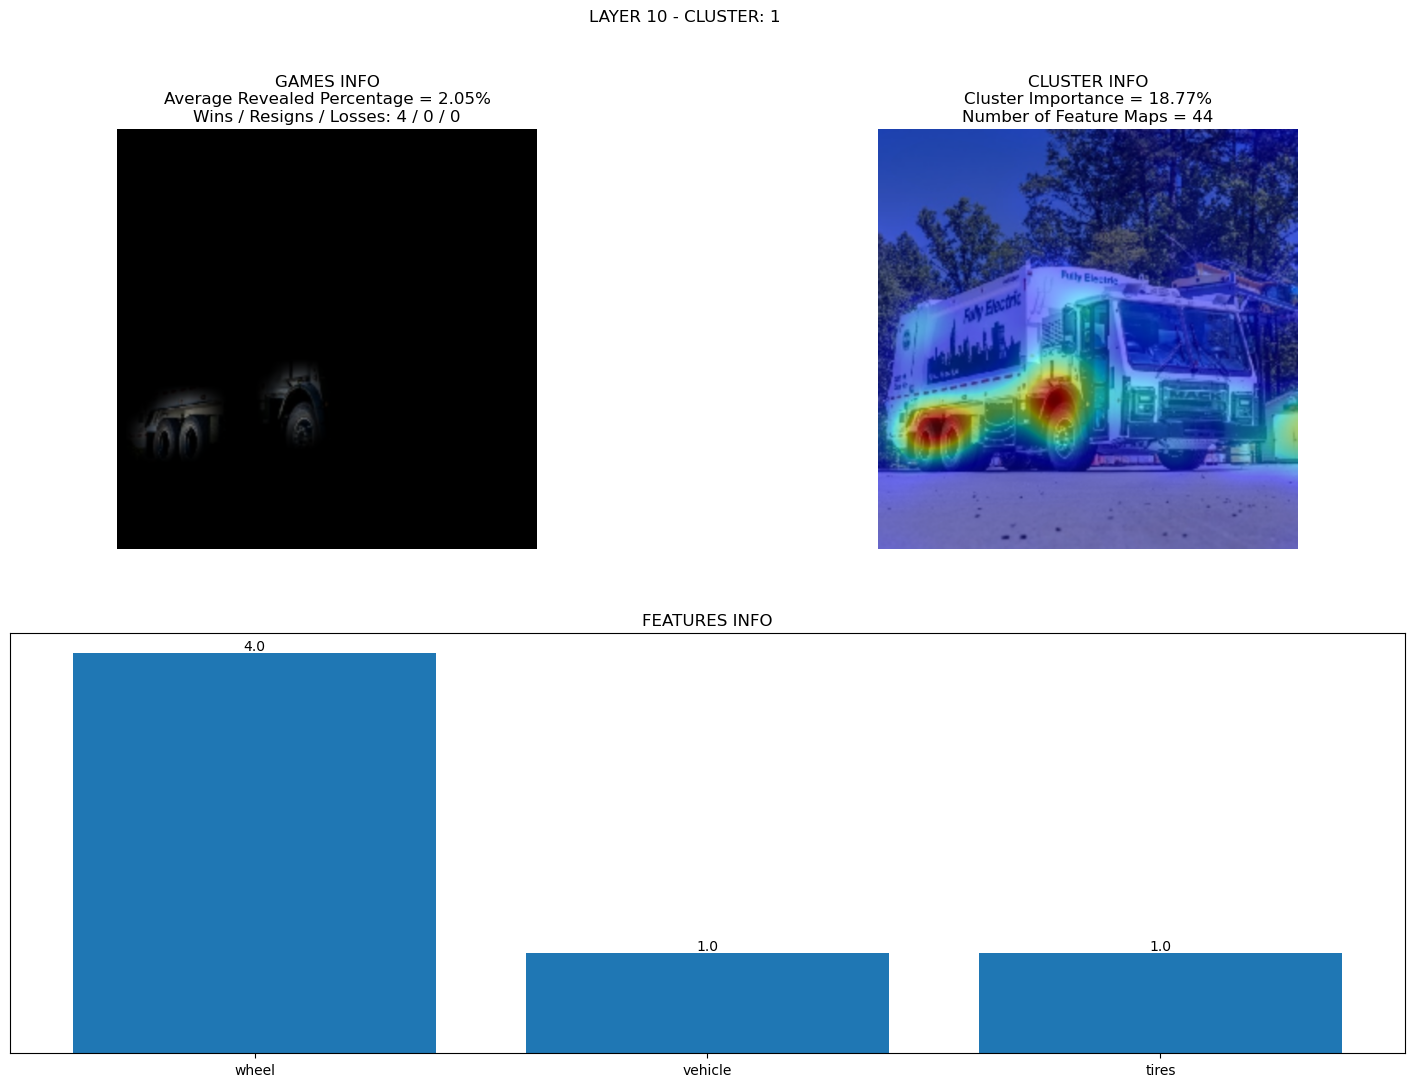 LAYER 10 - CLUSTER: 1
GAMES INFO
Average Revealed Percentage = 2.05%
Wins / Resigns / Losses: 4 / 0 / 0
CLUSTER INFO
Cluster Importance = 18.77%
Number of Feature Maps = 44
Fully Electric
Fully Electric
FEATURES INFO
4.0
1.0
1.0
wheel
vehicle
tires